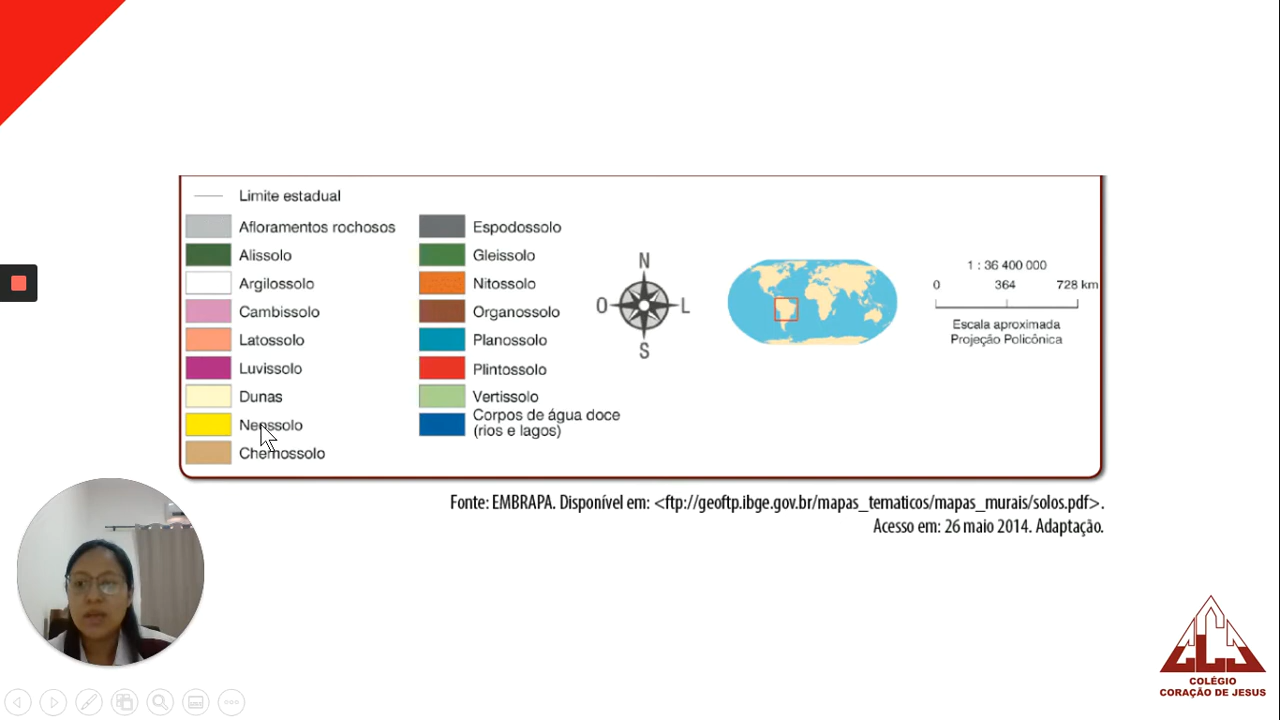 Limite estadual
Afloramentos rochosos
Alissolo
Argilossolo
Cambissolo
Latossolo
Luvissolo
Dunas
Neossolo
Chernossolo
Espodossolo
Gleissolo
Nitossolo
Organossolo
Planossolo
Plintossolo
Vertissolo
Corpos de água doce
(rios e lagos)
N
O
L
S
1 : 36 400 000
0 364 728 km
Escala aproximada
Projeção Policônica
Fonte: EMBRAPA. Disponível em: <ftp://geoftp.ibge.gov.br/mapas_tematicos/mapas_murais/solos.pdf>.
Acesso em: 26 maio 2014. Adaptação.
COLÉGIO
CORAÇÃO DE JESUS